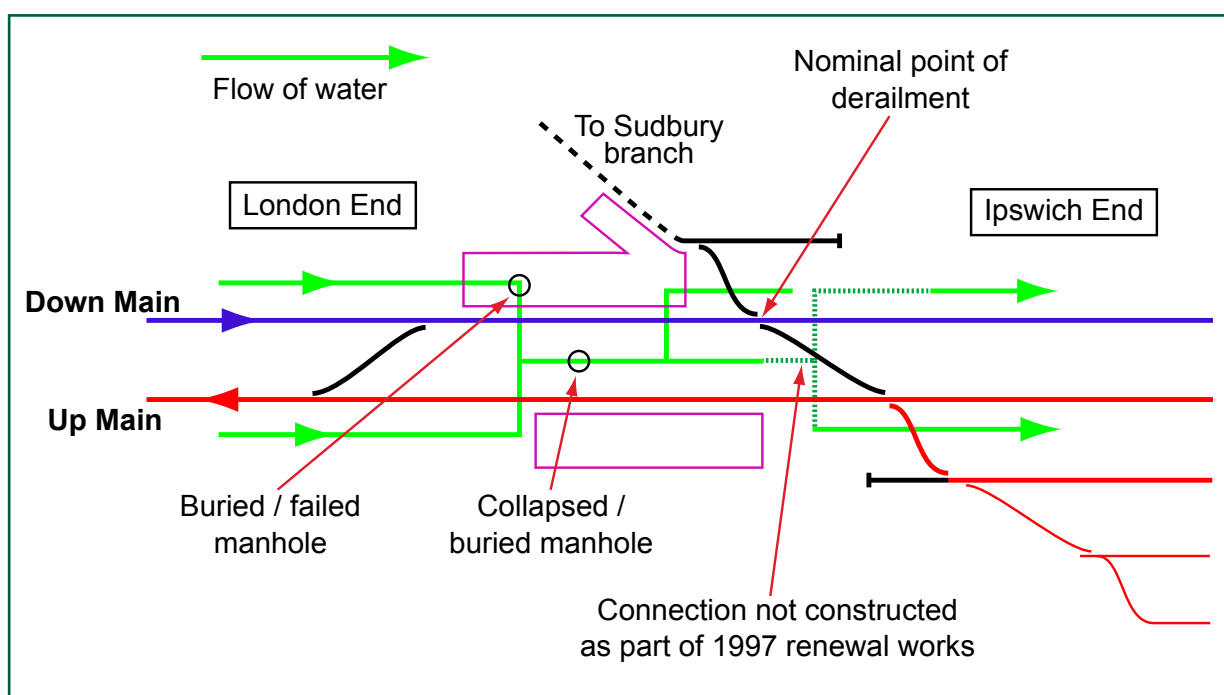 Flow of water
Nominal point of
derailment
To Sudbury
branch
London End
Ipswich End
Down Main
Up Main
Buried / failed
manhole
Collapsed /
buried manhole
Connection not constructed
as part of 1997 renewal works